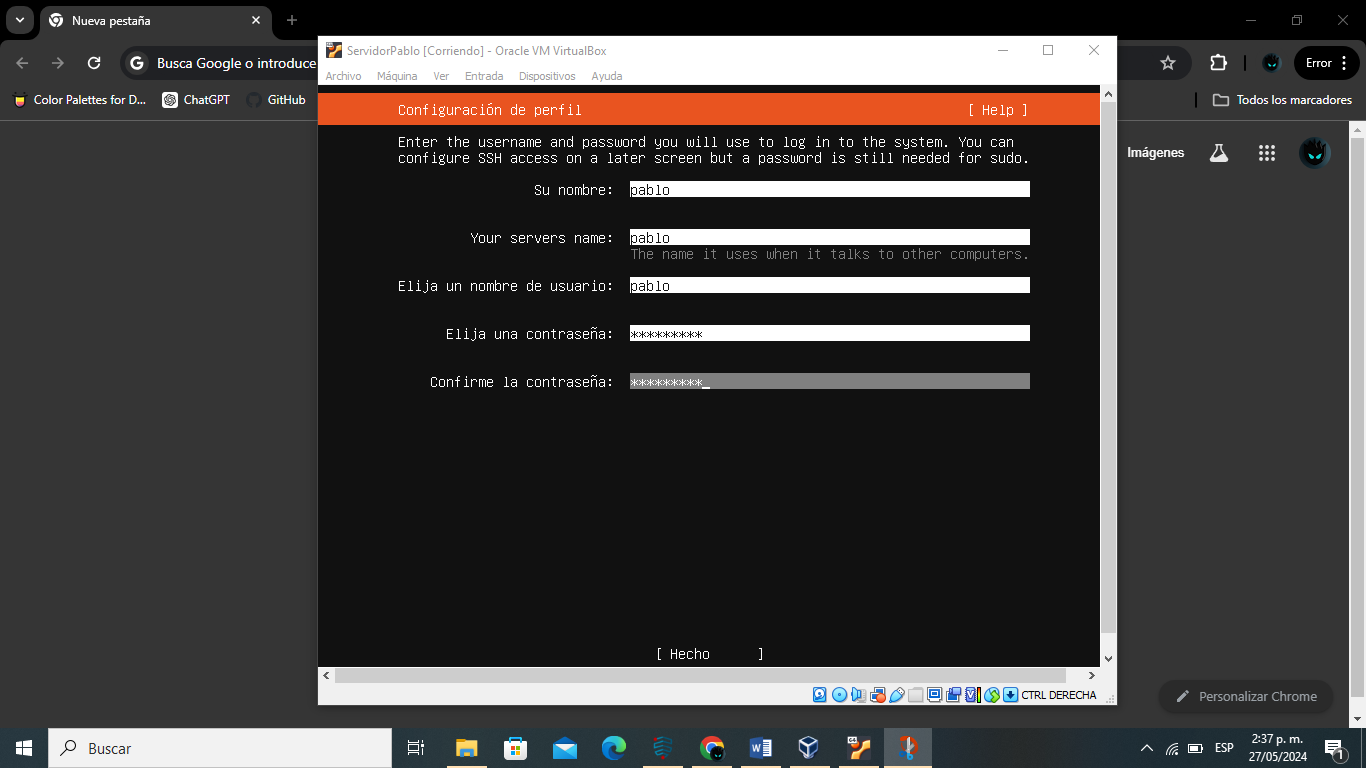 Nueva pestaña
Busca Google o introduce
Error
Color Palettes for D...
ChatGPT
GitHub
Todos los marcadores
Imágenes
ServidorPablo [Corriendo] - Oracle VM VirtualBox
Archivo Máquina Ver Entrada Dispositivos Ayuda
Configuración de perfil [ Help ]
Enter the username and password you will use to log in to the system. You can
configure SSH access on a later screen but a password is still needed for sudo.
Su nombre: pablo
Your servers name: pablo
The name it uses when it talks to other computers.
Elija un nombre de usuario: pablo
Elija una contraseña: *********
Confirme la contraseña: *********_
[ Hecho ]
CTRL DERECHA
Personalizar Chrome
Buscar
ESP
2:37 p. m.
27/05/2024
1